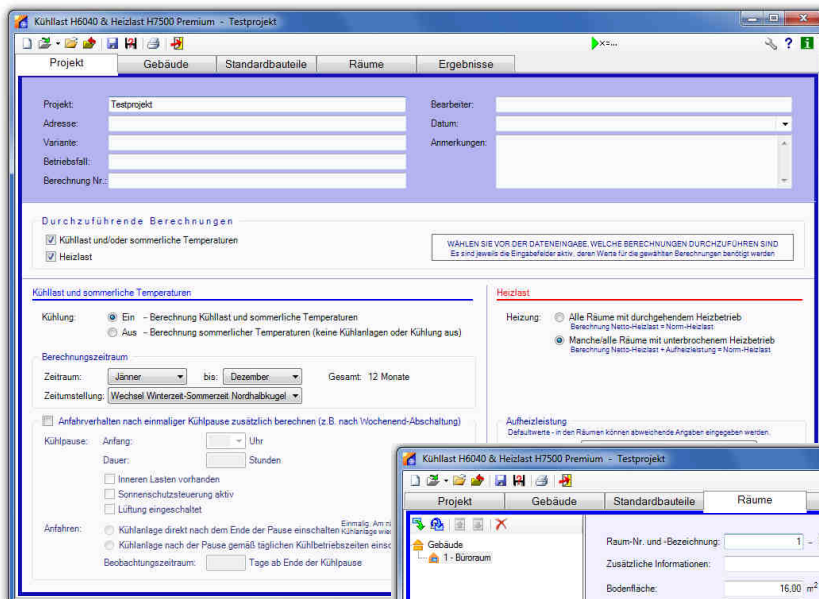 Kühllast H6040 & Heizlast H7500 Premium - Testprojekt
x=...
Projekt Gebäude Standardbauteile Räume Ergebnisse
Projekt: Testprojekt
Adresse:
Variante:
Betriebsfall:
Berechnung Nr.:
Bearbeiter:
Datum:
Anmerkungen:
Durchzuführende Berechnungen
Kühllast und/oder sommerliche Temperaturen
Heizlast
WÄHLEN SIE VOR DER DATENEINGABE, WELCHE BERECHNUNGEN DURCHZUFÜHREN SIND
Es sind jeweils die Eingabefelder aktiv, deren Werte für die gewählten Berechnungen benötigt werden
Kühllast und sommerliche Temperaturen
Kühlung: Ein – Berechnung Kühllast und sommerliche Temperaturen
Aus – Berechnung sommerlicher Temperaturen (keine Kühlanlagen oder Kühlung aus)
Berechnungszeitraum
Zeitraum: Jänner bis: Dezember Gesamt: 12 Monate
Zeitumstellung: Wechsel Winterzeit-Sommerzeit Nordhalbkugel
Anfahrverhalten nach einmaliger Kühlpause zusätzlich berechnen (z.B. nach Wochenend-Abschaltung)
Kühlpause: Anfang: Uhr
Dauer: Stunden
Inneren Lasten vorhanden
Sonnenschutzsteuerung aktiv
Lüftung eingeschaltet
Anfahren: Kühlanlage direkt nach dem Ende der Pause einschalten
Einmalig. Am
Kühlanlage
Kühlanlage nach der Pause gemäß täglichen Kühlbetriebszeiten
Beobachtungszeitraum: Tage ab Ende der Kühlpause
Heizlast
Heizung: Alle Räume mit durchgehendem Heizbetrieb
Berechnung Netto-Heizlast = Norm-Heizlast
Manche/alle Räume mit unterbrochenem Heizbetrieb
Berechnung Netto-Heizlast + Aufheizleistung = Norm-Heizlast
Aufheizleistung
Defaultwerte - in den Räumen können abweichende Angaben eingegeben werden.
Kühllast H6040 & Heizlast H7500 Premium - Testprojekt
Projekt Gebäude Standardbauteile Räume
Gebäude
1 - Büroraum
Raum-Nr. und -Bezeichnung: 1 –
Zusätzliche Informationen:
Bodenfläche: 16,00 m²